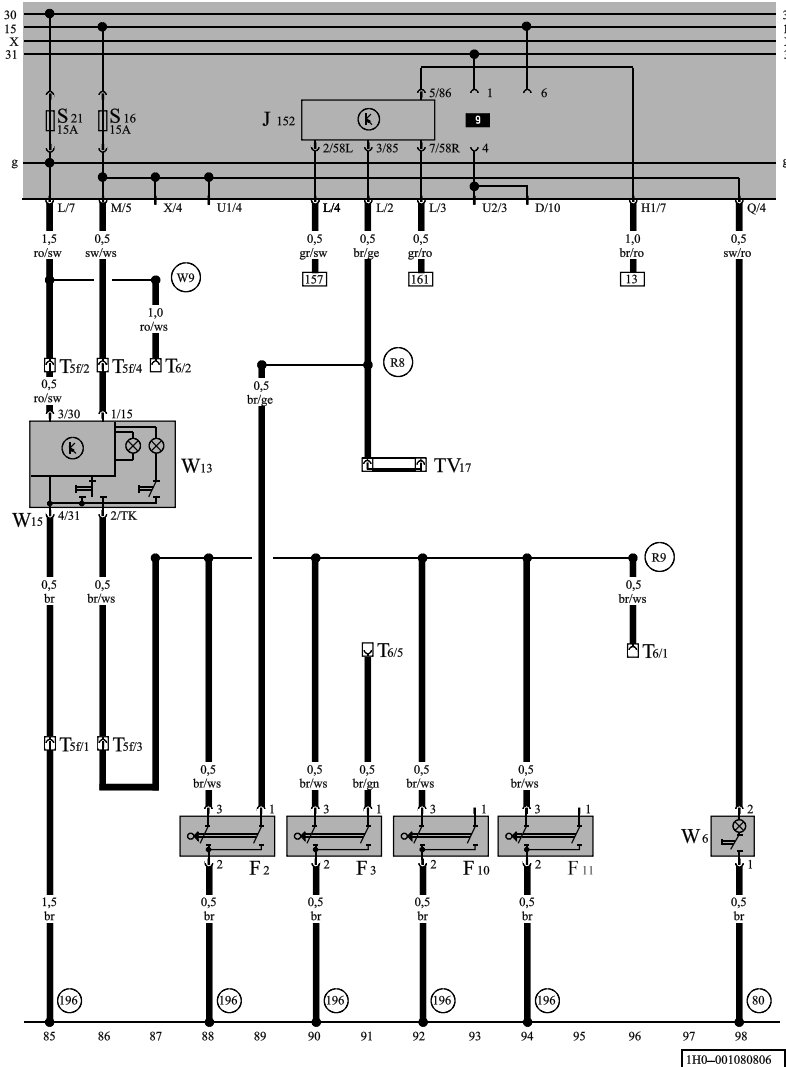 30
15
X
31
5/86
1
6
S21
15A
S16
15A
J 152
K
9
2/58L
3/85
7/58R
4
g
g
L/7
M/5
X/4
U1/4
L/4
L/2
L/3
U2/3
D/10
H1/7
Q/4
1,5
ro/sw
0,5
sw/ws
0,5
gr/sw
0,5
br/ge
0,5
gr/ro
1,0
br/ro
0,5
sw/ro
W9
157
161
13
1,0
ro/ws
T5f/2
T5f/4
T6/2
R8
0,5
ro/sw
0,5
br/ge
3/30
1/15
K
W13
TV17
W15
4/31
2/TK
R9
0,5
br
0,5
br/ws
0,5
br/ws
T6/5
T6/1
T5f/1
T5f/3
0,5
br/ws
0,5
br/ws
0,5
br/gn
0,5
br/ws
0,5
br/ws
3
1
3
1
3
1
3
1
2
W6
2
F2
2
F3
2
F10
2
F11
1
1,5
br
0,5
br
0,5
br
0,5
br
0,5
br
0,5
br
196
196
196
196
196
80
85
86
87
88
89
90
91
92
93
94
95
96
97
98
1H0–001080806